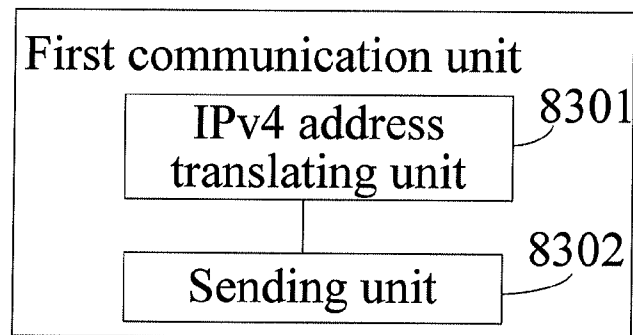 First communication unit
8301
IPv4 address
translating unit
8302
Sending unit